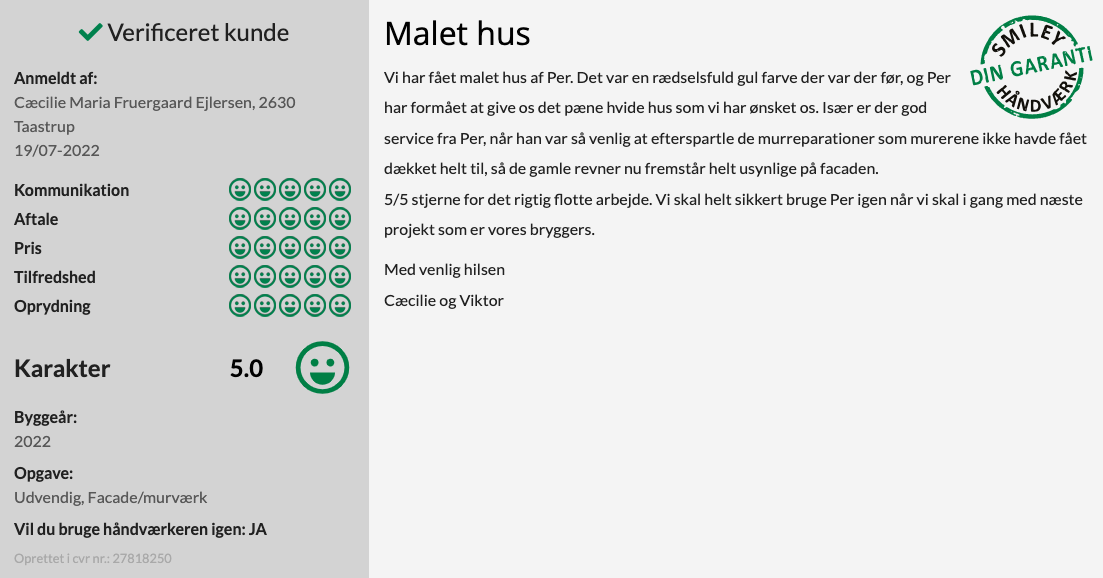 Verificeret kunde
Anmeldt af:
Cæcilie Maria Fruergaard Ejlersen, 2630
Taastrup
19/07-2022
Kommunikation
Aftale
Pris
Tilfredshed
Oprydning
Karakter 5.0
Byggeår:
2022
Opgave:
Udvendig, Facade/murværk
Vil du bruge håndværkeren igen: JA
Oprettet i cvr nr.: 27818250
Malet hus
Vi har fået malet hus af Per. Det var en rædselsfuld gul farve der var der før, og Per
har formået at give os det pæne hvide hus som vi har ønsket os. Især er der god
service fra Per, når han var så venlig at efterspartle de murreparationer som murerene ikke havde fået
dækket helt til, så de gamle revner nu fremstår helt usynlige på facaden.
5/5 stjerne for det rigtig flotte arbejde. Vi skal helt sikkert bruge Per igen når vi skal i gang med næste
projekt som er vores bryggers.
Med venlig hilsen
Cæcilie og Viktor
SMILEY
DIN GARANTI
HÅNDVÆRK